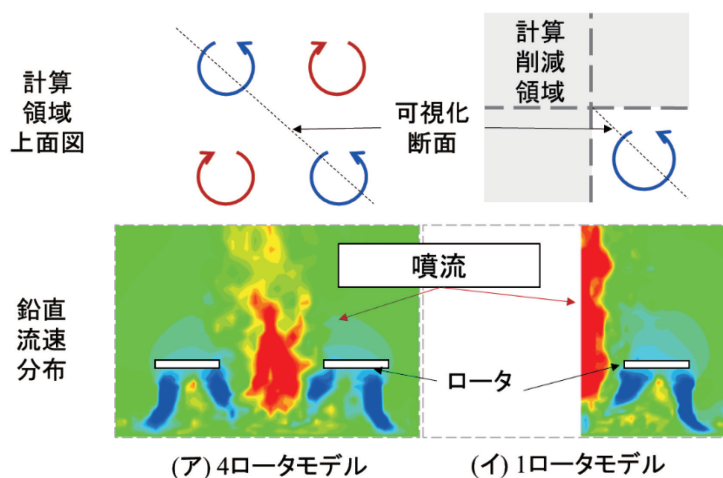 計算
領域
上面図
計算
削減
領域
可視化
断面
鉛直
流速
分布
噴流
ロータ
(ア) 4ロータモデル
(イ) 1ロータモデル